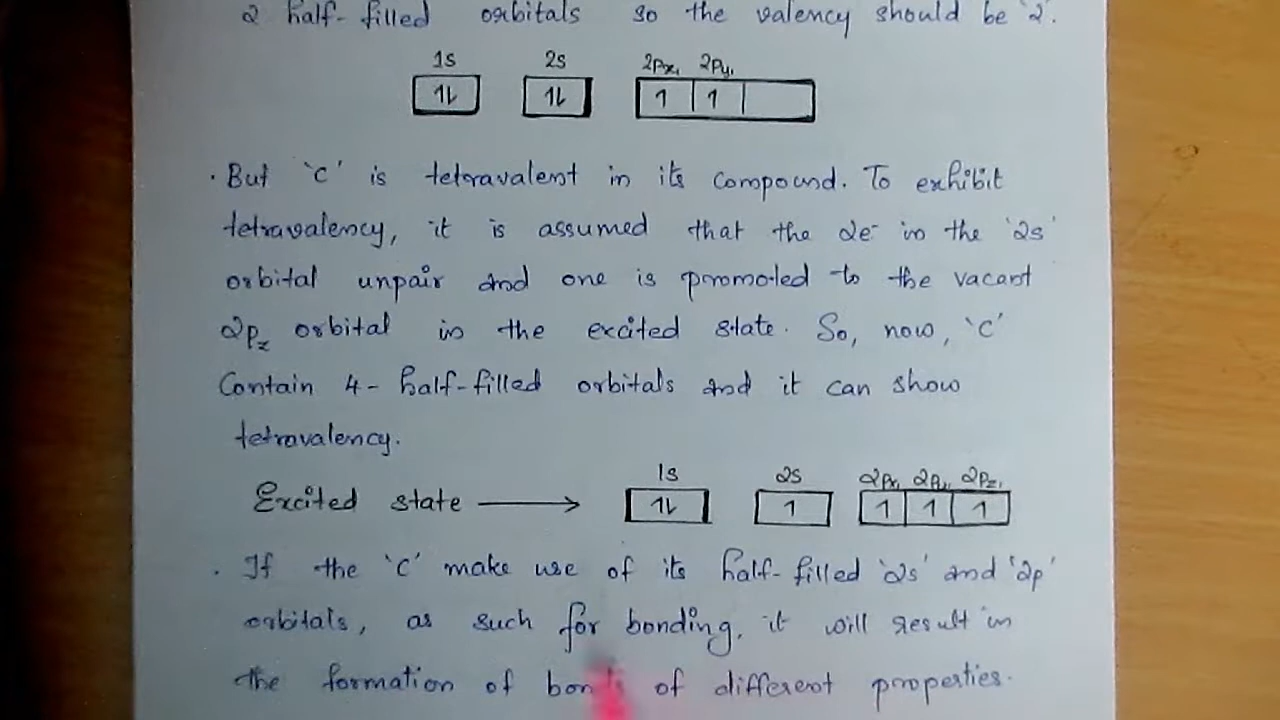 2 half-filled orbitals so the valency should be '2'.
1s 2s 2px1 2py1
1↿⇂ 1↿⇂ 1 1
· But 'c' is tetravalent in its compound. To exhibit
tetravalency, it is assumed that the 2e⁻ in the '2s'
orbital unpair and one is promoted to the vacant
2pz orbital in the excited state. So, now, 'C'
Contain 4-half-filled orbitals and it can show
tetravalency.
1s 2s 2px1 2py1 2pz1
Excited state ⟶ 1⇂ 1 1 1 1
· If the 'C' make use of its half-filled '2s' and '2p'
orbitals, as such for bonding, it will result in
the formation of bonds of different properties.